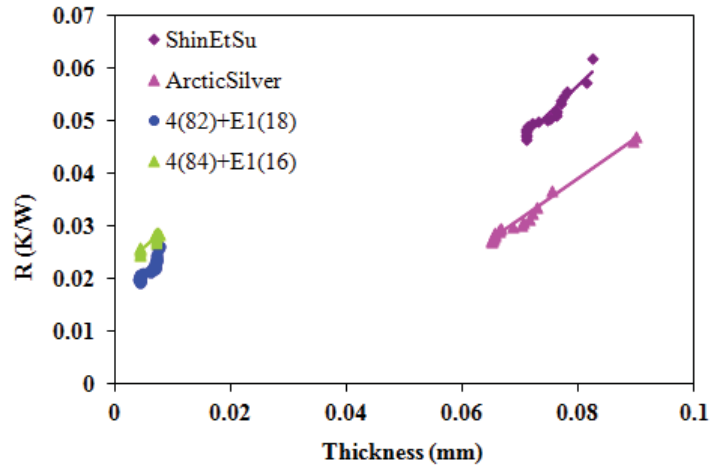 0.07
0.06
0.05
0.04
0.03
0.02
0.01
0
R (K/W)
ShinEtSu
ArcticSilver
4(82)+E1(18)
4(84)+E1(16)
0 0.02 0.04 0.06 0.08 0.1
Thickness (mm)